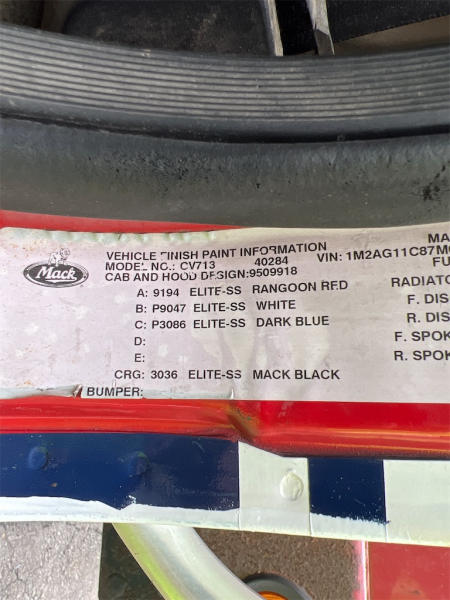 Mack
VEHICLE FINISH PAINT INFORMATION MA
MODEL NO.: CV713 40284 VIN: 1M2AG11C87M
CAB AND HOOD DESIGN:9509918 FU
A: 9194 ELITE-SS RANGOON RED RADIATO
B: P9047 ELITE-SS WHITE F. DIS
C: P3086 ELITE-SS DARK BLUE R. DIS
D: F. SPOK
E: R. SPOK
CRG: 3036 ELITE-SS MACK BLACK
BUMPER: